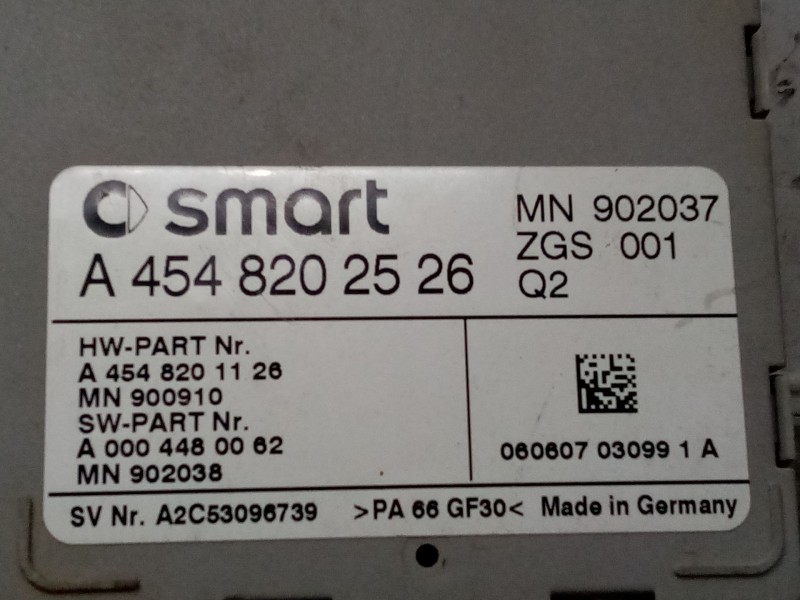 smart
MN 902037
A 454 820 25 26
ZGS 001
Q2
HW-PART Nr.
A 454 820 11 26
MN 900910
SW-PART Nr.
A 000 448 00 62
MN 902038
060607 03099 1 A
SV Nr. A2C53096739 >PA 66 GF30< Made in Germany